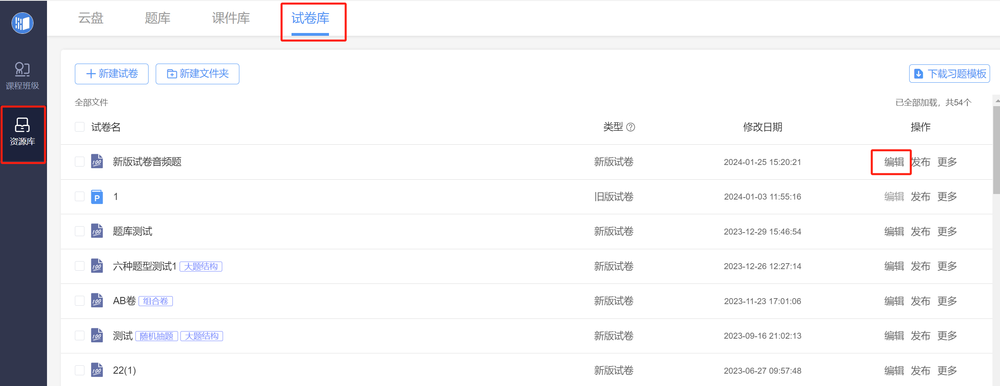 云盘 题库 课件库 试卷库
课程班级
资源库
新建试卷 新建文件夹 下载习题模板
全部文件 已全部加载，共54个
试卷名 类型 ? 修改日期 操作
100 新版试卷音频题 新版试卷 2024-01-25 15:20:21 编辑 发布 更多
P 1 旧版试卷 2024-01-03 11:55:16 编辑 发布 更多
100 题库测试 新版试卷 2023-12-29 15:46:54 编辑 发布 更多
100 六种题型测试1 大题结构 新版试卷 2023-12-26 12:27:14 编辑 发布 更多
100 AB卷 组合卷 新版试卷 2023-11-23 17:01:06 编辑 发布 更多
100 测试 随机抽题 大题结构 新版试卷 2023-09-16 21:02:13 编辑 发布 更多
100 22(1) 新版试卷 2023-06-27 09:57:48 编辑 发布 更多